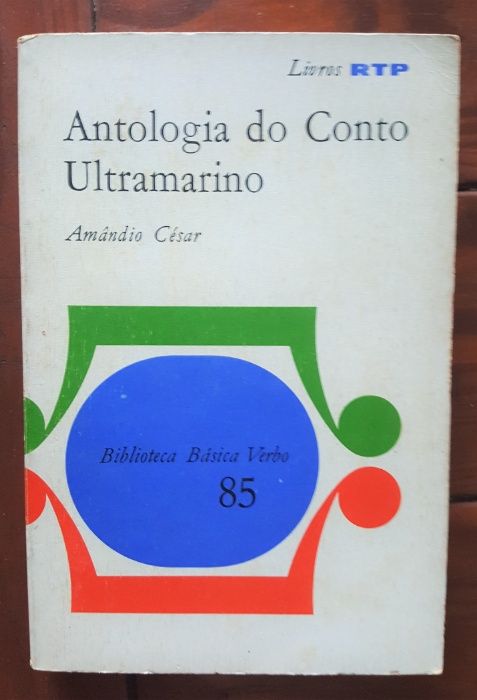 Livros RTP
Antologia do Conto
Ultramarino
Amândio César
Biblioteca Básica Verbo
85